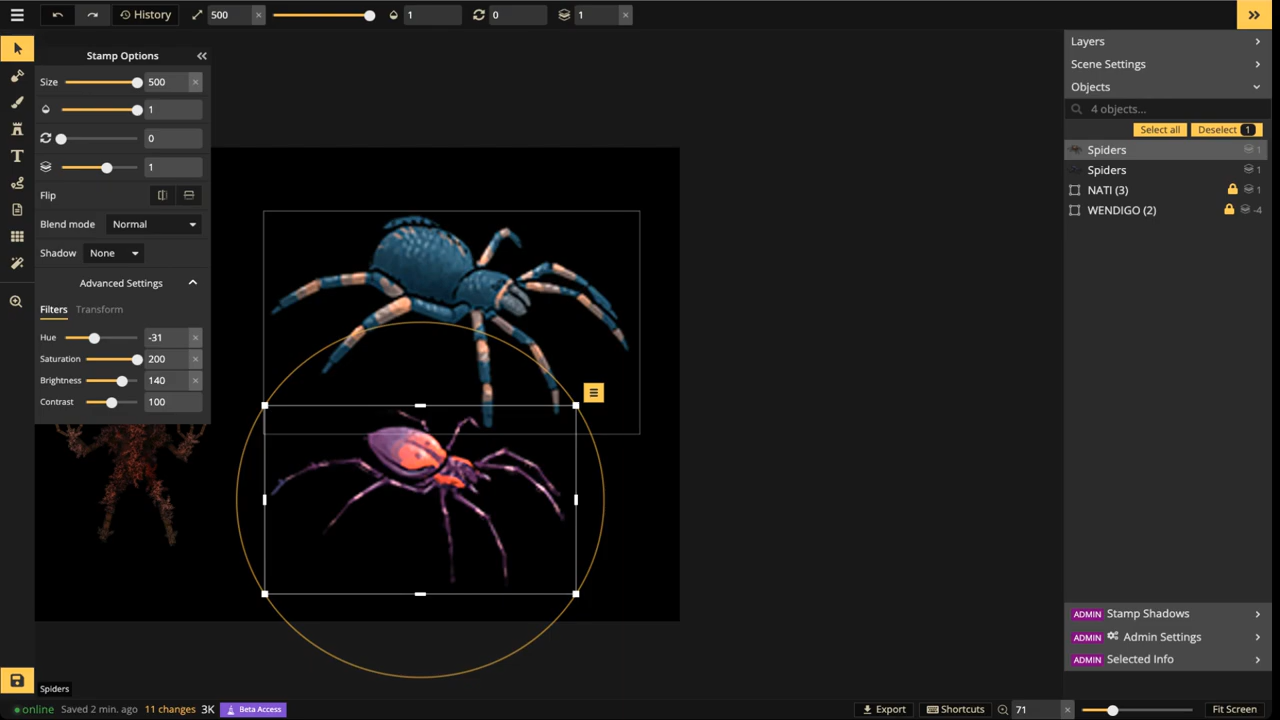 History 500 × 1 0 1 ×
Stamp Options
Size 500 ×
1
0
1
Flip
Blend mode Normal
Shadow None
Advanced Settings
Filters Transform
Hue -31 ×
Saturation 200 ×
Brightness 140 ×
Contrast 100
Layers
Scene Settings
Objects
4 objects...
Select all Deselect 1
Spiders 1
Spiders 1
NATI (3) 1
WENDIGO (2) -4
ADMIN Stamp Shadows
ADMIN Admin Settings
ADMIN Selected Info
Spiders
online Saved 2 min. ago 11 changes 3K Beta Access Export Shortcuts 71 × Fit Screen